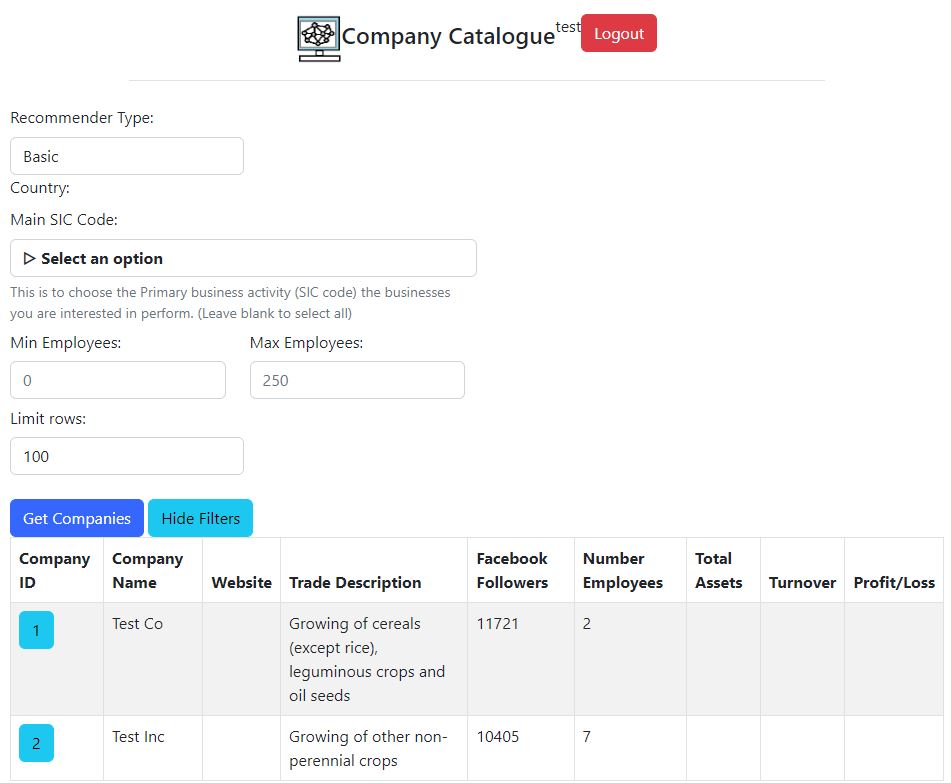 Company Catalogue test Logout
Recommender Type:
Basic
Country:
Main SIC Code:
▷ Select an option
This is to choose the Primary business activity (SIC code) the businesses
you are interested in perform. (Leave blank to select all)
Min Employees: Max Employees:
0 250
Limit rows:
100
Get Companies Hide Filters
Company ID Company Name Website Trade Description Facebook Followers Number Employees Total Assets Turnover Profit/Loss
1 Test Co Growing of cereals 11721 2
(except rice),
leguminous crops and
oil seeds
2 Test Inc Growing of other non- 10405 7
perennial crops